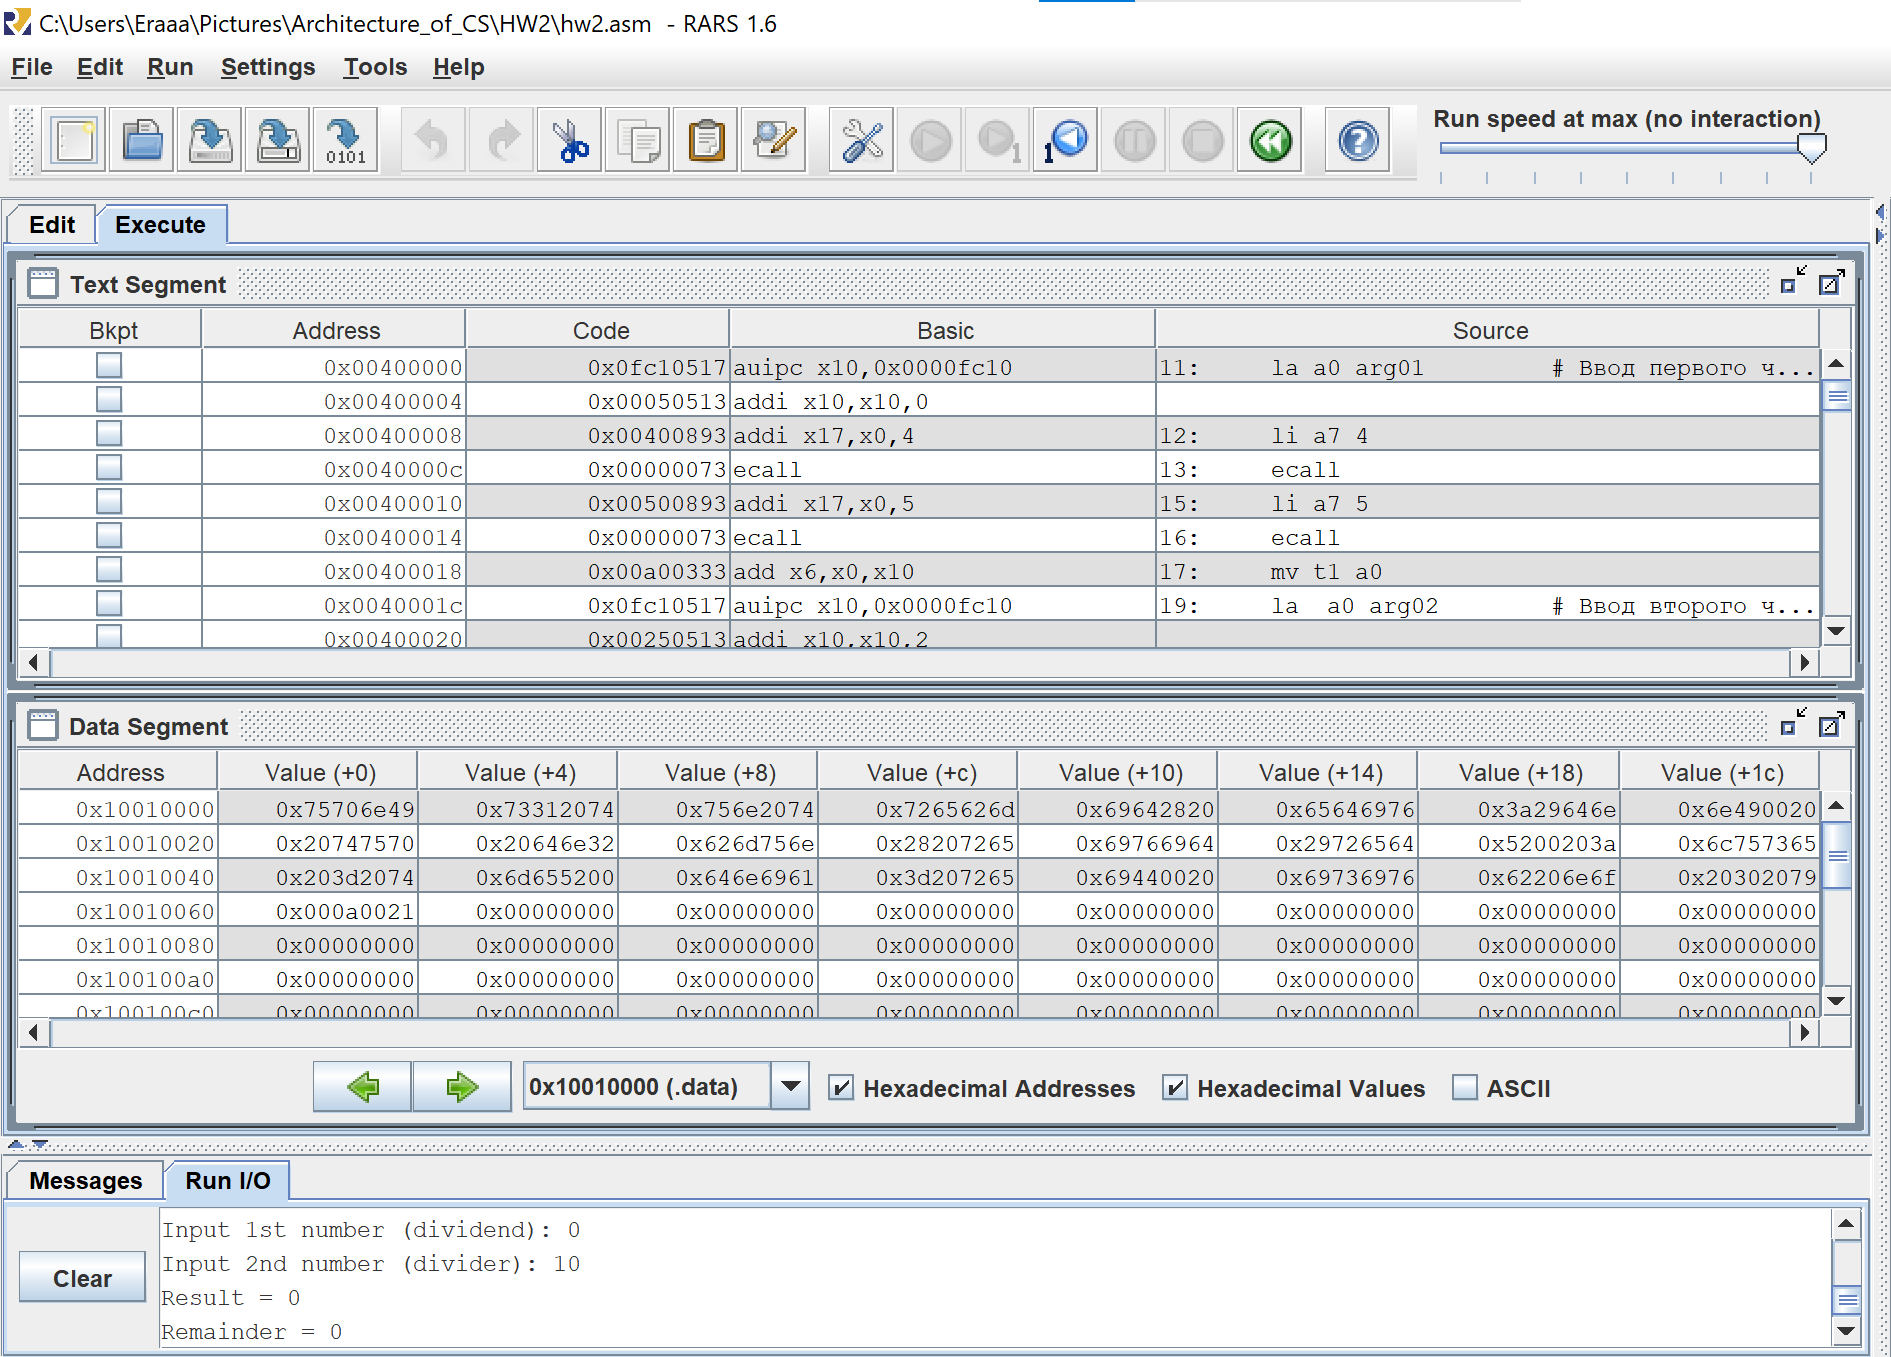 C:\Users\Eraaa\Pictures\Architecture_of_CS\HW2\hw2.asm - RARS 1.6
File Edit Run Settings Tools Help
Run speed at max (no interaction)
0101 1 1
Edit Execute
Text Segment
Bkpt Address Code Basic Source
0x00400000 0x0fc10517 auipc x10,0x0000fc10 11: la a0 arg01 # Ввод первого ч...
0x00400004 0x00050513 addi x10,x10,0
0x00400008 0x00400893 addi x17,x0,4 12: li a7 4
0x0040000c 0x00000073 ecall 13: ecall
0x00400010 0x00500893 addi x17,x0,5 15: li a7 5
0x00400014 0x00000073 ecall 16: ecall
0x00400018 0x00a00333 add x6,x0,x10 17: mv t1 a0
0x0040001c 0x0fc10517 auipc x10,0x0000fc10 19: la a0 arg02 # Ввод второго ч...
0x00400020 0x00250513 addi x10,x10,2
Data Segment
Address Value (+0) Value (+4) Value (+8) Value (+c) Value (+10) Value (+14) Value (+18) Value (+1c)
0x10010000 0x75706e49 0x73312074 0x756e2074 0x7265626d 0x69642820 0x65646976 0x3a29646e 0x6e490020
0x10010020 0x20747570 0x20646e32 0x626d756e 0x28207265 0x69766964 0x29726564 0x5200203a 0x6c757365
0x10010040 0x203d2074 0x6d655200 0x646e6961 0x3d207265 0x69440020 0x69736976 0x62206e6f 0x20302079
0x10010060 0x000a0021 0x00000000 0x00000000 0x00000000 0x00000000 0x00000000 0x00000000 0x00000000
0x10010080 0x00000000 0x00000000 0x00000000 0x00000000 0x00000000 0x00000000 0x00000000 0x00000000
0x100100a0 0x00000000 0x00000000 0x00000000 0x00000000 0x00000000 0x00000000 0x00000000 0x00000000
0x100100c0 0x00000000 0x00000000 0x00000000 0x00000000 0x00000000 0x00000000 0x00000000 0x00000000
0x10010000 (.data) Hexadecimal Addresses Hexadecimal Values ASCII
Messages Run I/O
Clear
Input 1st number (dividend): 0
Input 2nd number (divider): 10
Result = 0
Remainder = 0